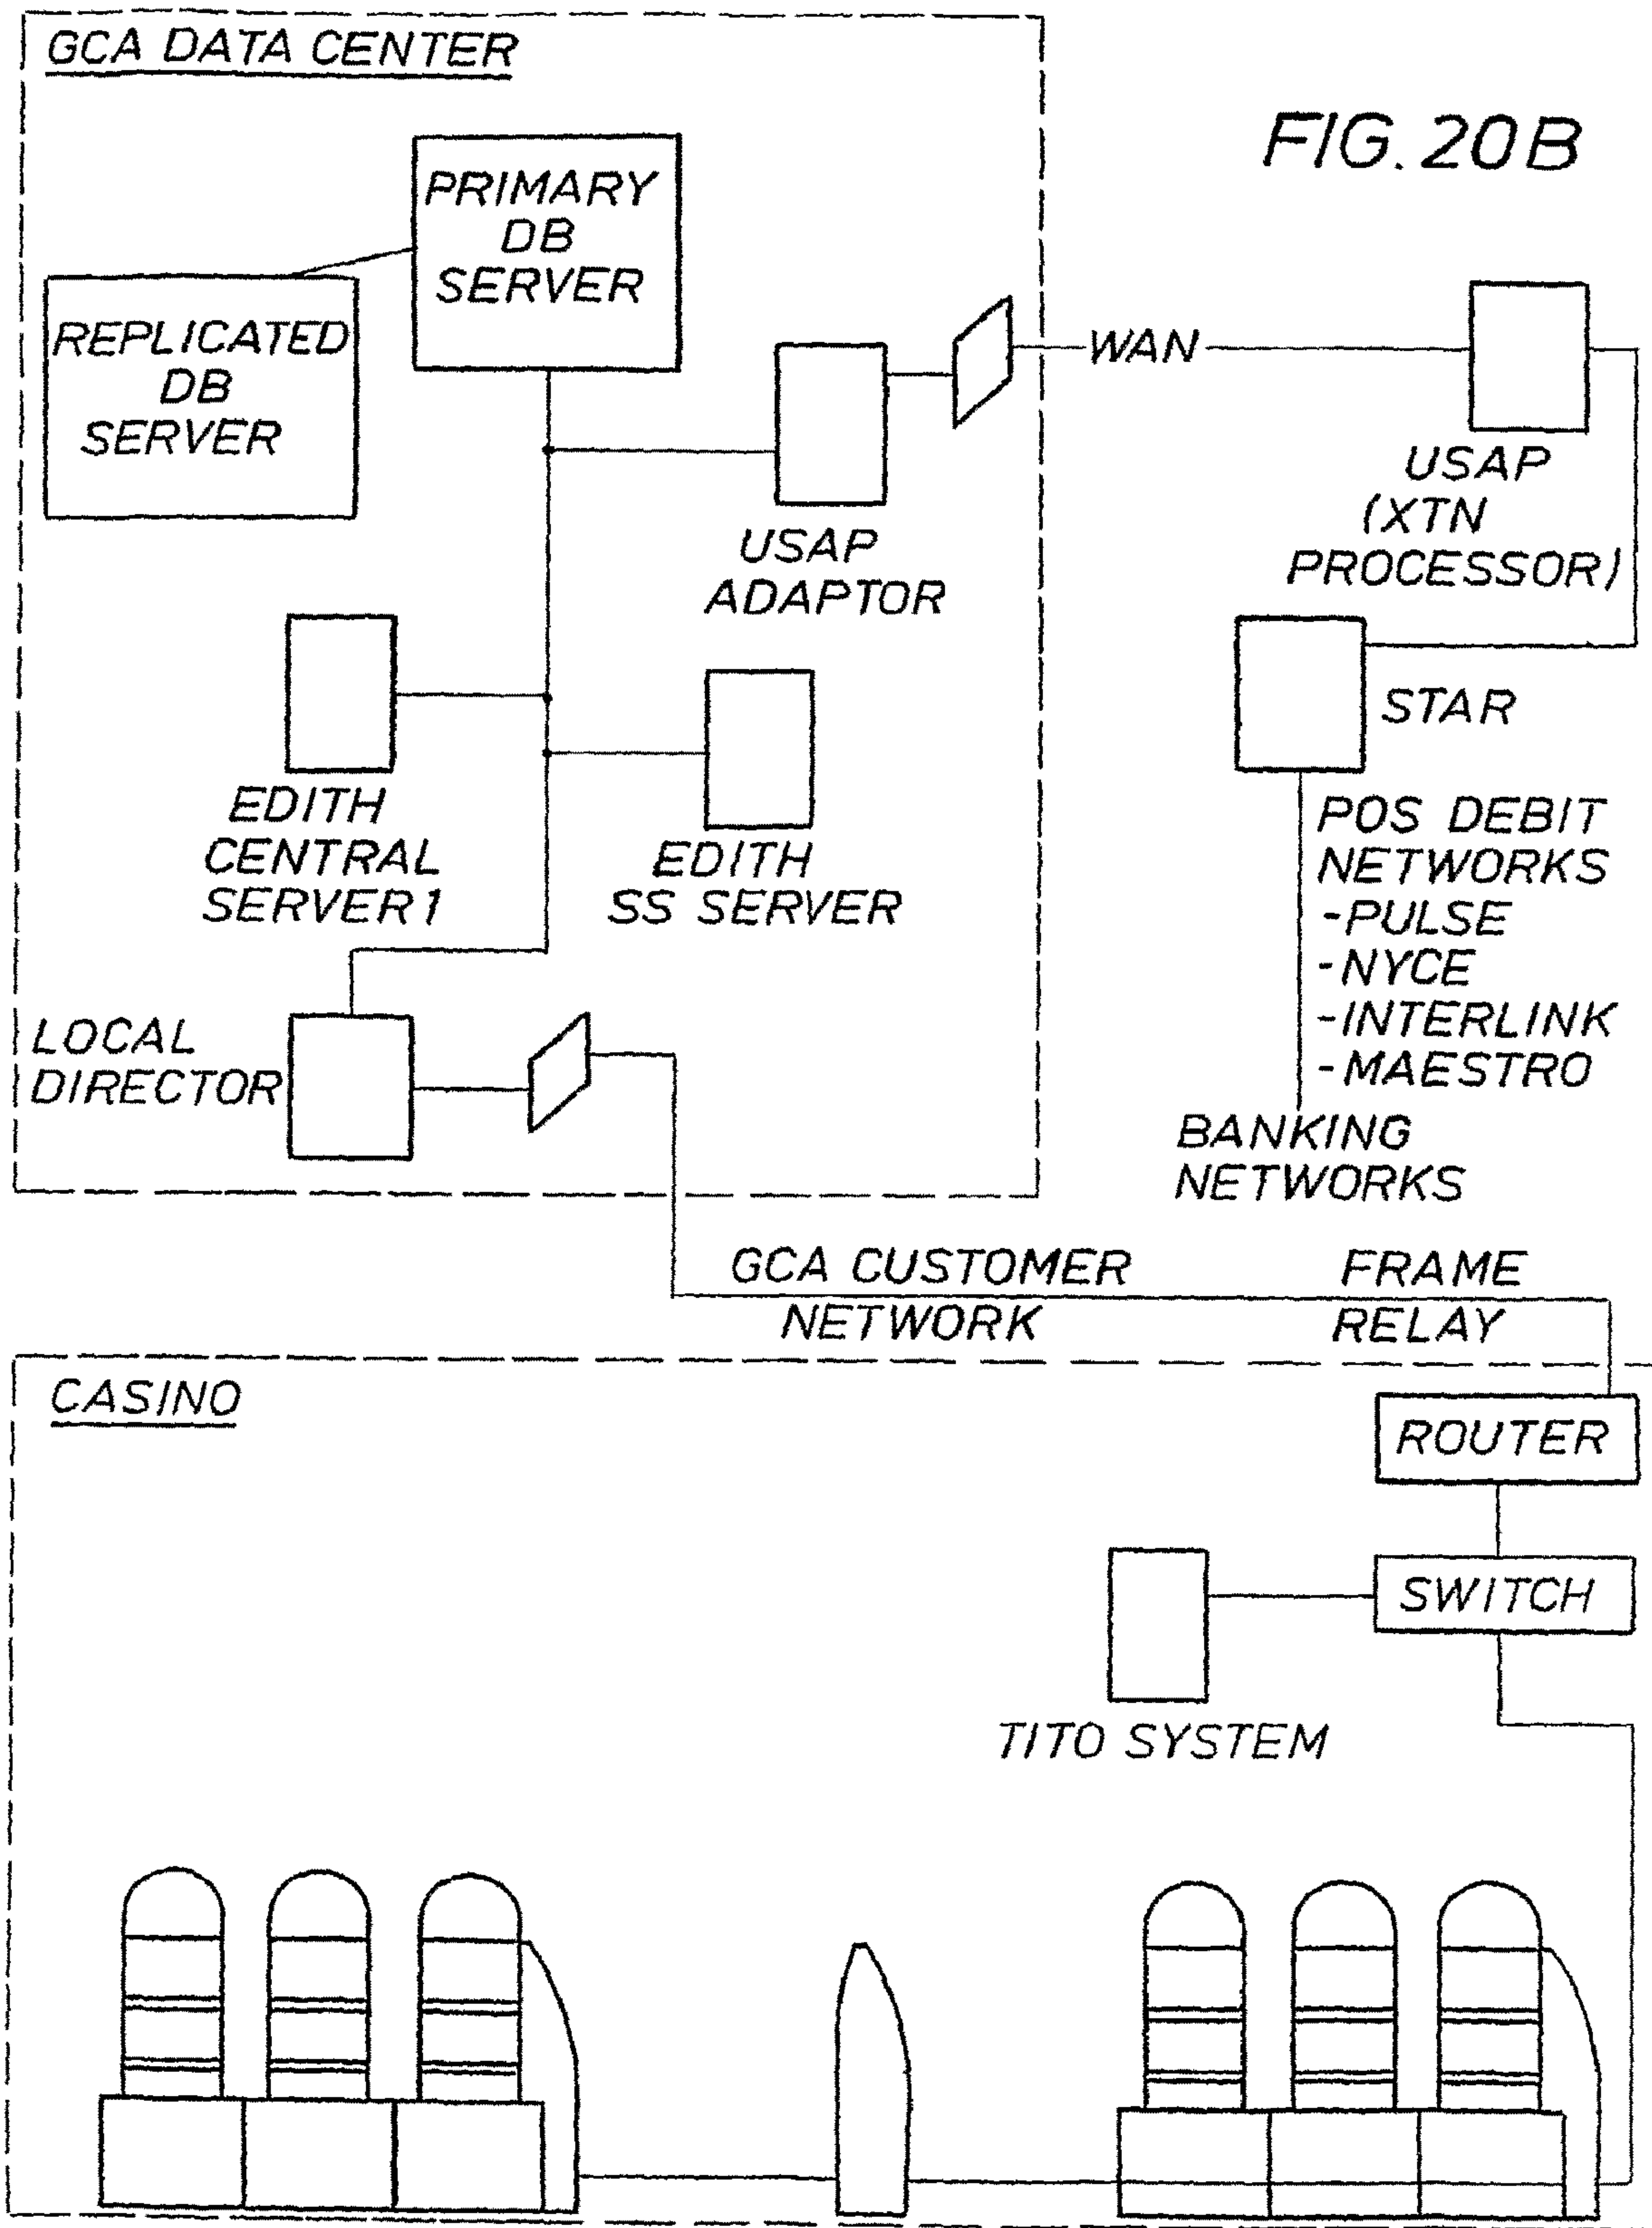 GCA DATA CENTER
FIG. 20B
PRIMARY
DB
SERVER
REPLICATED
DB
SERVER
WAN
USAP
(XTN
PROCESSOR)
USAP
ADAPTOR
STAR
EDITH
CENTRAL
SERVER 1
EDITH
SS SERVER
POS DEBIT
NETWORKS
-PULSE
-NYCE
-INTERLINK
-MAESTRO
LOCAL
DIRECTOR
BANKING
NETWORKS
GCA CUSTOMER
NETWORK
FRAME
RELAY
CASINO
ROUTER
SWITCH
TITO SYSTEM